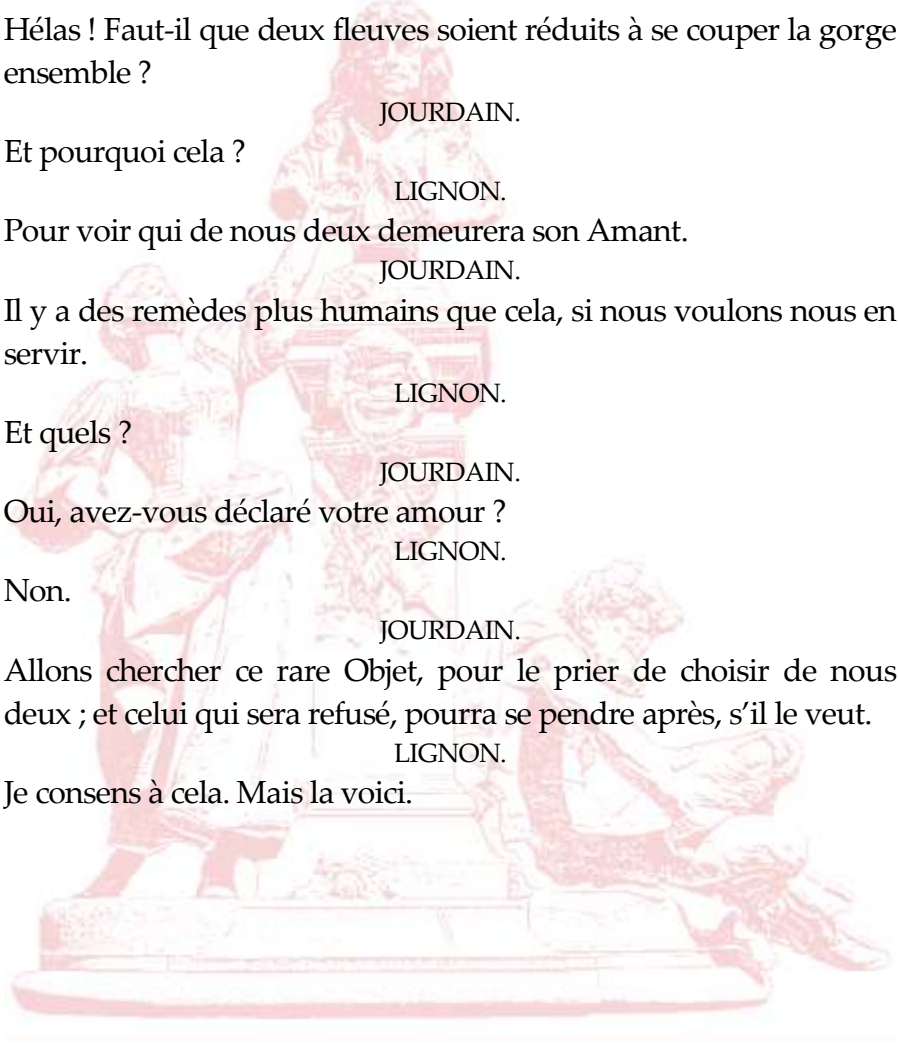 Hélas ! Faut-il que deux fleuves soient réduits à se couper la gorge
ensemble ?
JOURDAIN.
Et pourquoi cela ?
LIGNON.
Pour voir qui de nous deux demeurera son Amant.
JOURDAIN.
Il y a des remèdes plus humains que cela, si nous voulons nous en
servir.
LIGNON.
Et quels ?
JOURDAIN.
Oui, avez-vous déclaré votre amour ?
LIGNON.
Non.
JOURDAIN.
Allons chercher ce rare Objet, pour le prier de choisir de nous
deux ; et celui qui sera refusé, pourra se pendre après, s’il le veut.
LIGNON.
Je consens à cela. Mais la voici.